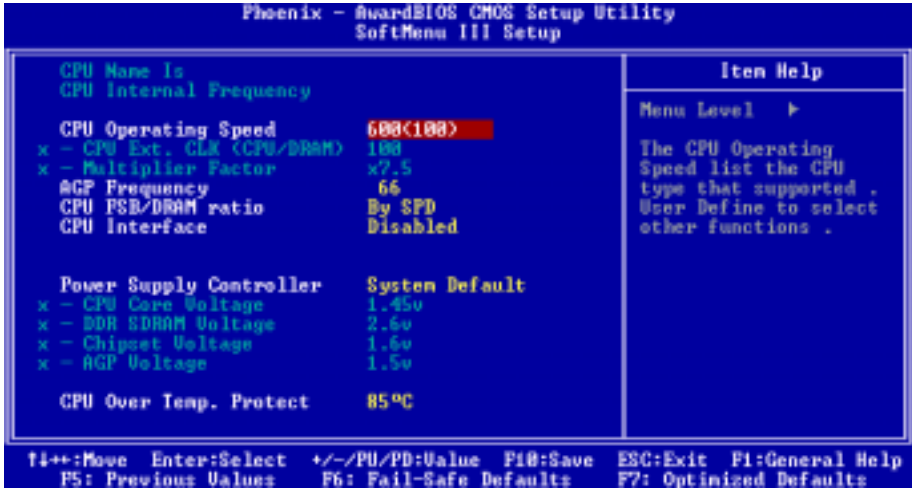 Phoenix - AwardBIOS CMOS Setup Utility
SoftMenu III Setup
CPU Name Is
CPU Internal Frequency
CPU Operating Speed 600(100)
x - CPU Ext. CLK (CPU/DRAM) 100
x - Multiplier Factor x7.5
AGP Frequency 66
CPU FSB/DRAM ratio By SPD
CPU Interface Disabled
Power Supply Controller System Default
x - CPU Core Voltage 1.45v
x - DDR SDRAM Voltage 2.6v
x - Chipset Voltage 1.6v
x - AGP Voltage 1.5v
CPU Over Temp. Protect 85°C
Item Help
Menu Level ►
The CPU Operating
Speed list the CPU
type that supported .
User Define to select
other functions .
↑↓→←:Move Enter:Select +/-/PU/PD:Value F10:Save ESC:Exit F1:General Help
F5: Previous Values F6: Fail-Safe Defaults F7: Optimized Defaults